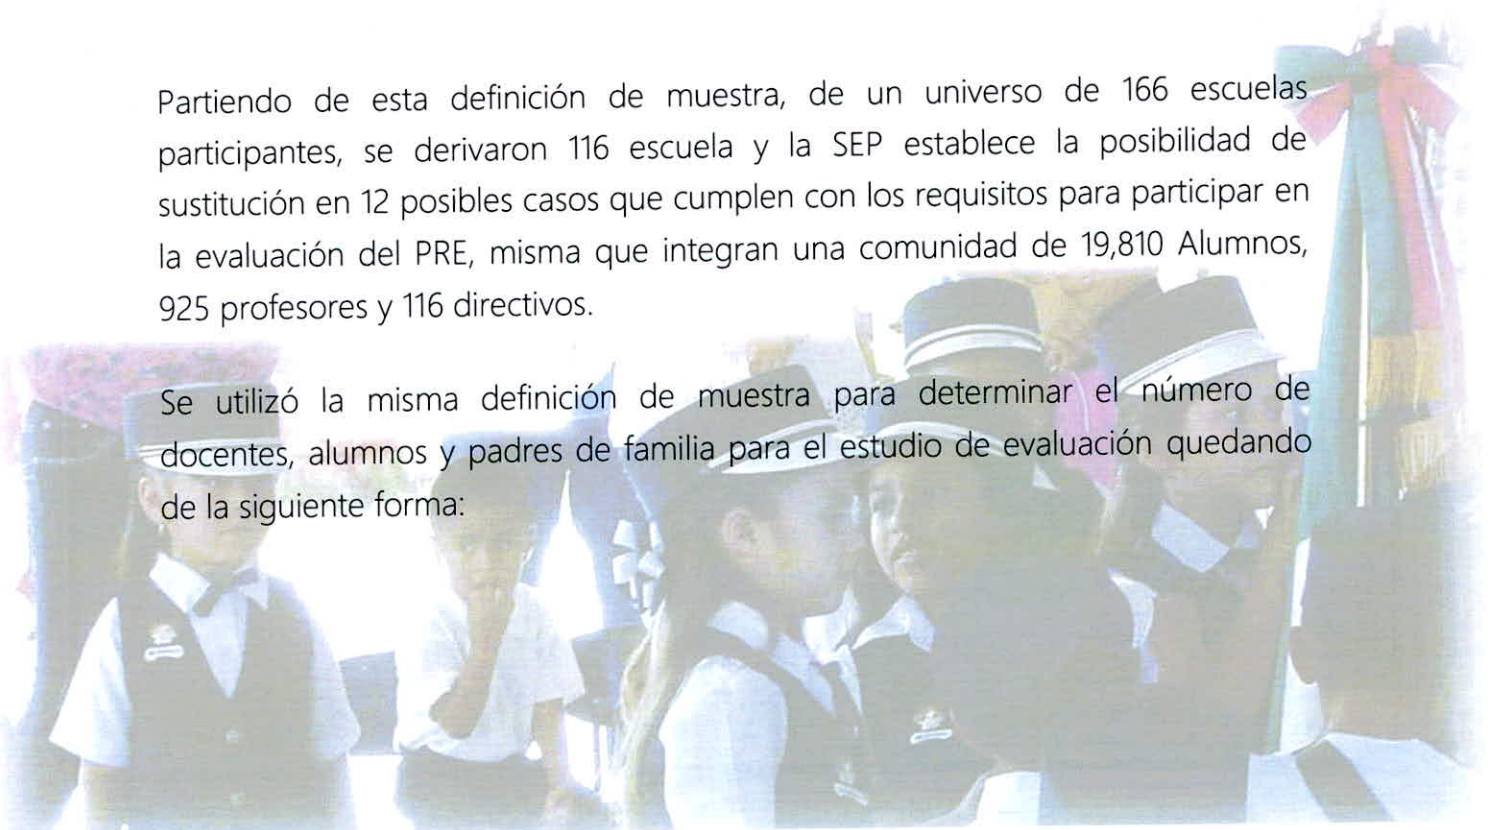 Partiendo de esta definición de muestra, de un universo de 166 escuelas
participantes, se derivaron 116 escuela y la SEP establece la posibilidad de
sustitución en 12 posibles casos que cumplen con los requisitos para participar en
la evaluación del PRE, misma que integran una comunidad de 19,810 Alumnos,
925 profesores y 116 directivos.
Se utilizó la misma definición de muestra para determinar el número de
docentes, alumnos y padres de familia para el estudio de evaluación quedando
de la siguiente forma: